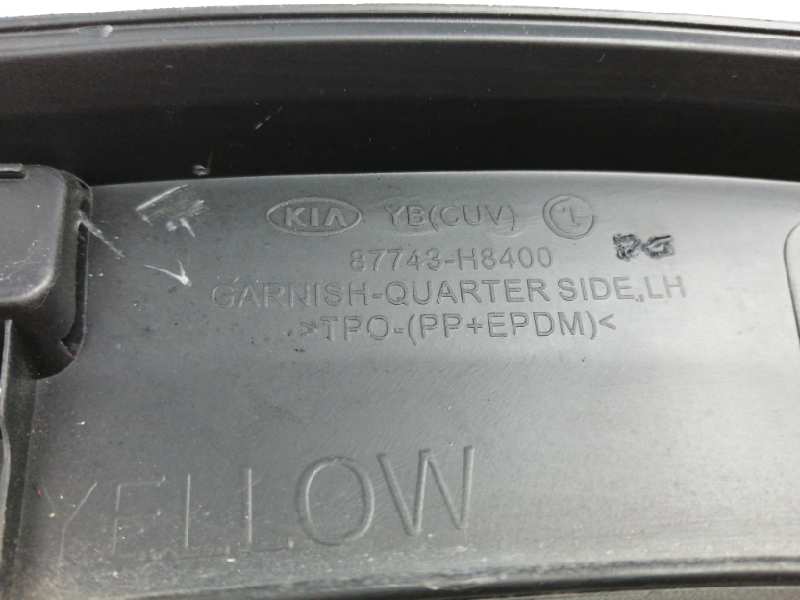 KIA YB(CUV)
87743-H8400
GARNISH-QUARTER SIDE,LH
>TPO-(PP+EPDM)<
YELLOW